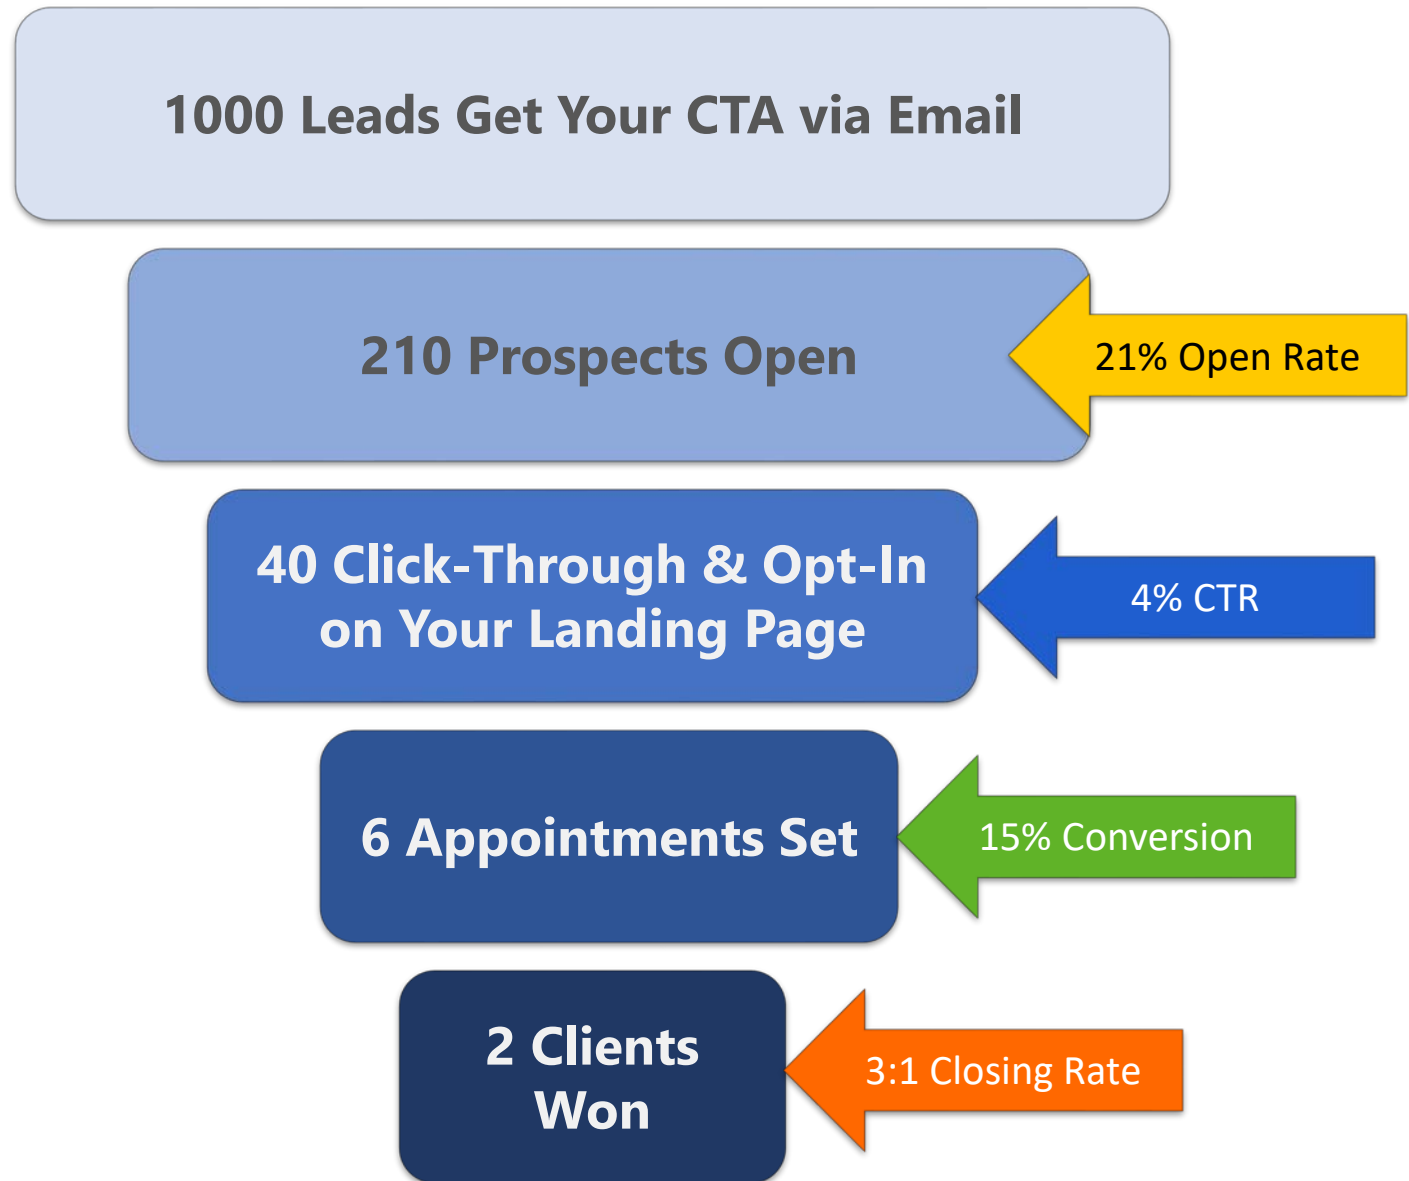 1000 Leads Get Your CTA via Email
210 Prospects Open
21% Open Rate
40 Click-Through & Opt-In
on Your Landing Page
4% CTR
6 Appointments Set
15% Conversion
2 Clients
Won
3:1 Closing Rate